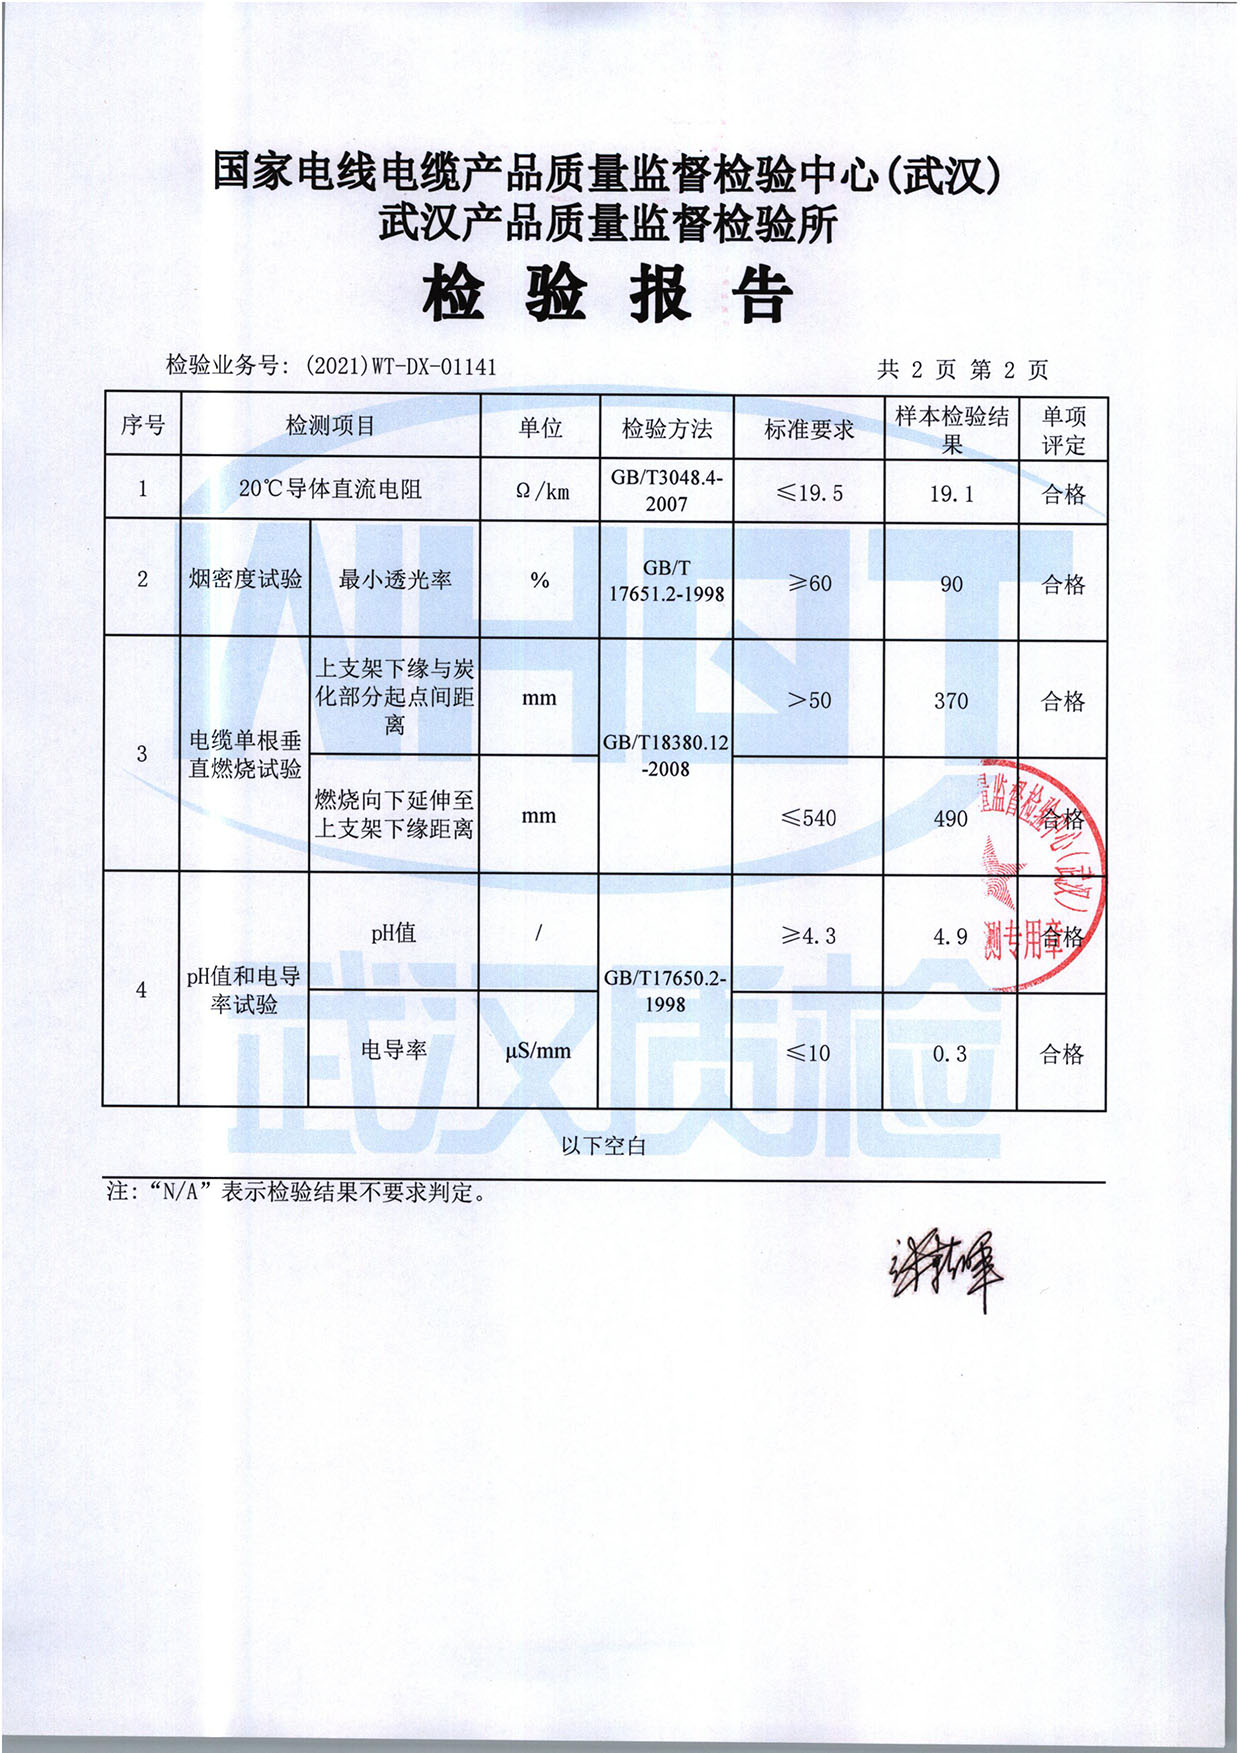 国家电线电缆产品质量监督检验中心(武汉)
武汉产品质量监督检验所
检验报告
检验业务号: (2021)WT-DX-01141
共 2 页 第 2 页
序号 检测项目 单位 检验方法 标准要求 样本检验结果 单项评定
1 20℃导体直流电阻 Ω/km GB/T3048.4-2007 ≤19.5 19.1 合格
2 烟密度试验 最小透光率 % GB/T 17651.2-1998 ≥60 90 合格
3 电缆单根垂直燃烧试验 上支架下缘与炭化部分起点间距离 mm GB/T18380.12-2008 >50 370 合格
燃烧向下延伸至上支架下缘距离 mm ≤540 490 合格
4 pH值和电导率试验 pH值 / GB/T17650.2-1998 ≥4.3 4.9 合格
电导率 μS/mm ≤10 0.3 合格
以下空白
注:“N/A”表示检验结果不要求判定。
量监督检验中心(武汉)
测专用章
WHQT
武汉质检